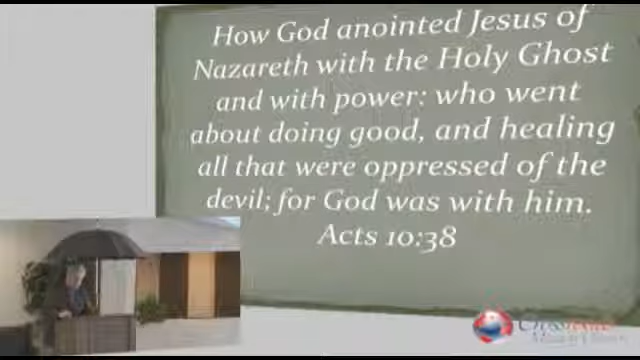 How God anointed Jesus of
Nazareth with the Holy Ghost
and with power: who went
about doing good, and healing
all that were oppressed of the
devil; for God was with him.
Acts 10:38